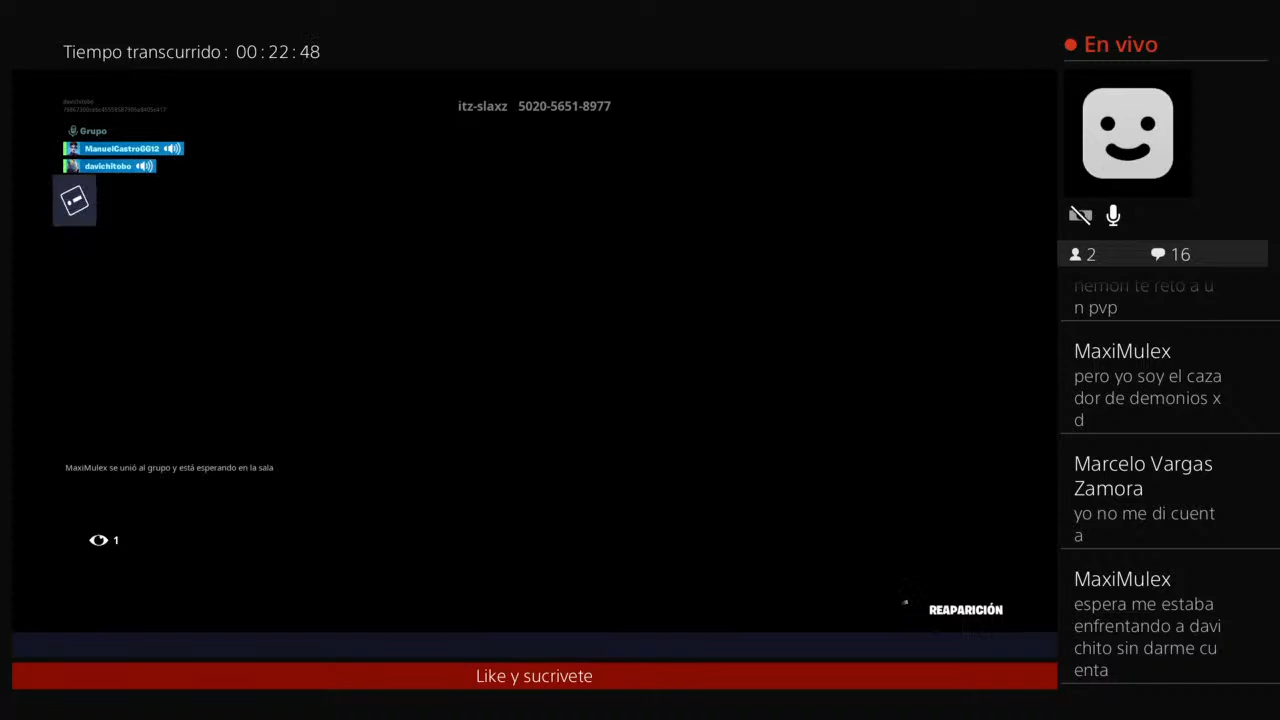 Tiempo transcurrido: 00:22:48
En vivo
davichitobo
itz-slaxz 5020-5651-8977
Grupo
ManuelCastroGG12
davichitobo
2 16
nemon te reto a u
n pvp
MaxiMulex
pero yo soy el caza
dor de demonios x
d
Marcelo Vargas
Zamora
yo no me di cuent
a
MaxiMulex se unió al grupo y está esperando en la sala
1
MaxiMulex
espera me estaba
enfrentando a davi
chito sin darme cu
enta
REAPARICIÓN
Like y sucrivete